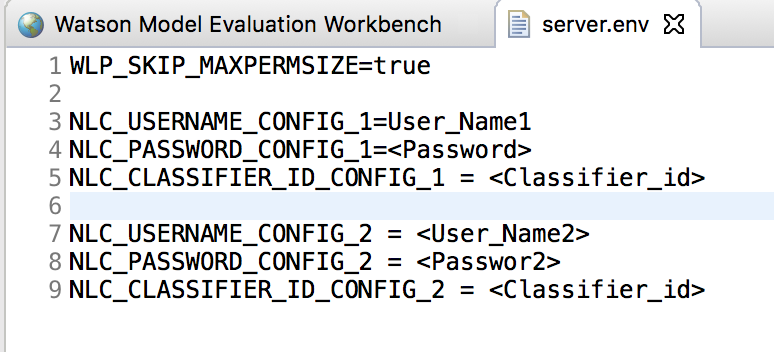 Watson Model Evaluation Workbench
server.env
1 WLP_SKIP_MAXPERMSIZE=true
2
3 NLC_USERNAME_CONFIG_1=User_Name1
4 NLC_PASSWORD_CONFIG_1=<Password>
5 NLC_CLASSIFIER_ID_CONFIG_1 = <Classifier_id>
6
7 NLC_USERNAME_CONFIG_2 = <User_Name2>
8 NLC_PASSWORD_CONFIG_2 = <Passwor2>
9 NLC_CLASSIFIER_ID_CONFIG_2 = <Classifier_id>